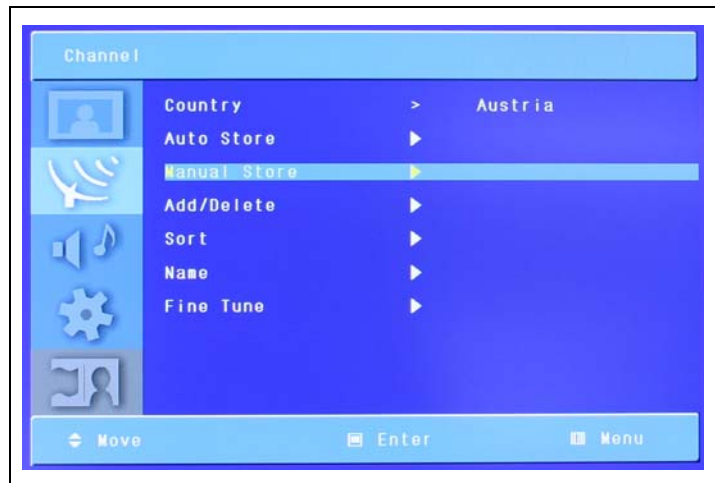 Channel
Country > Austria
Auto Store
Manual Store
Add/Delete
Sort
Name
Fine Tune
Move Enter Menu